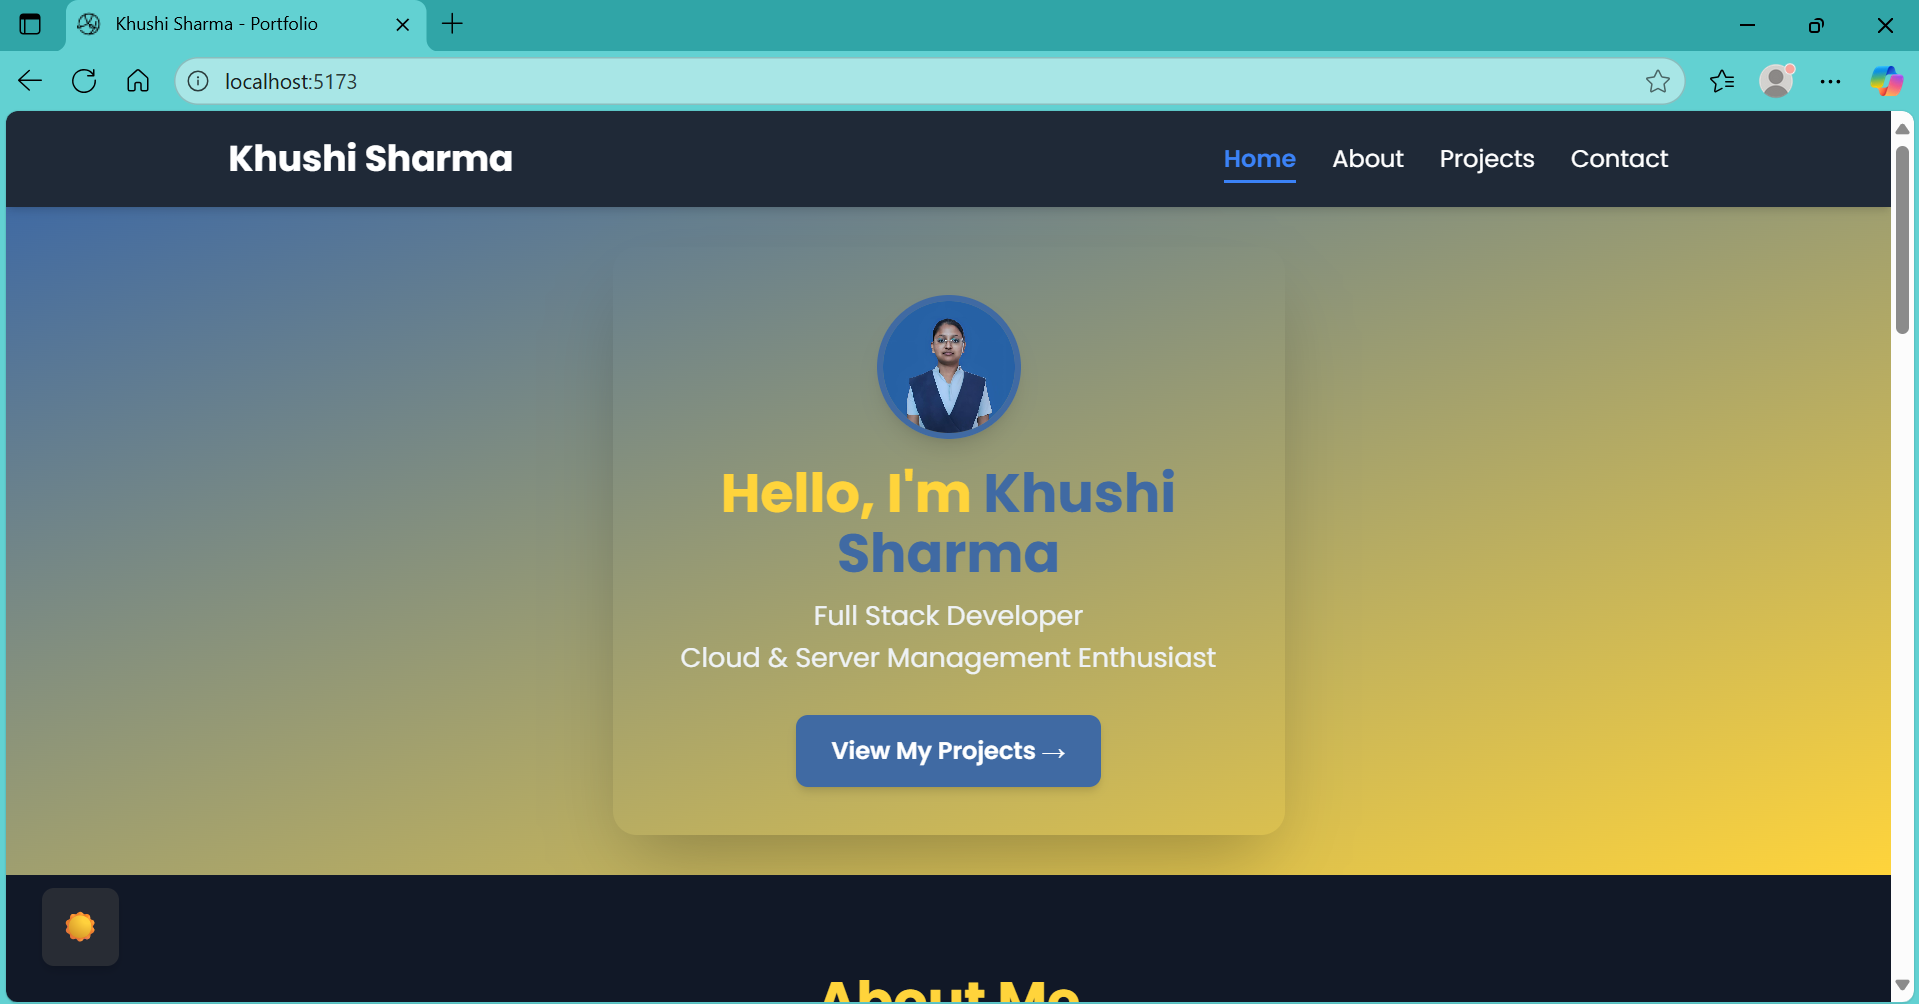 Khushi Sharma - Portfolio
localhost:5173
Khushi Sharma
Home About Projects Contact
Hello, I'm Khushi
Sharma
Full Stack Developer
Cloud & Server Management Enthusiast
View My Projects →
About Me